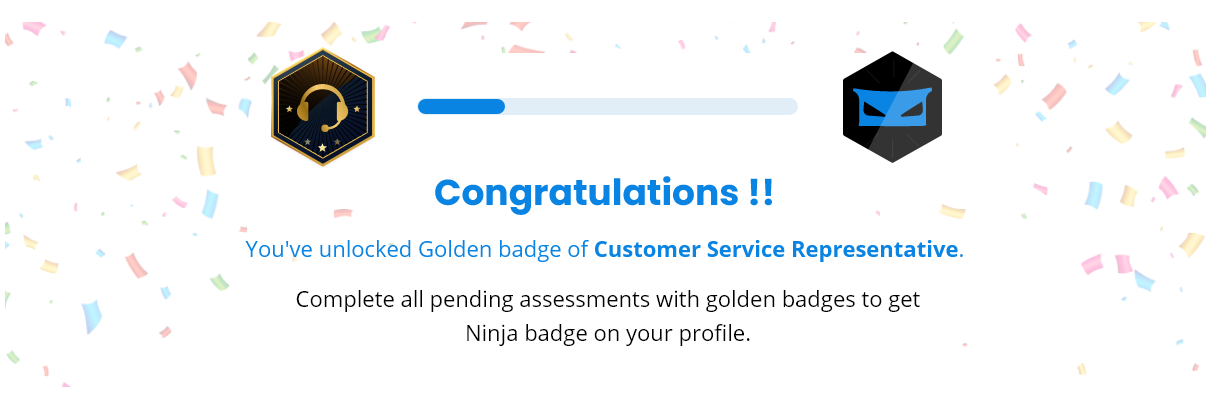 Congratulations !!
You've unlocked Golden badge of Customer Service Representative.
Complete all pending assessments with golden badges to get
Ninja badge on your profile.